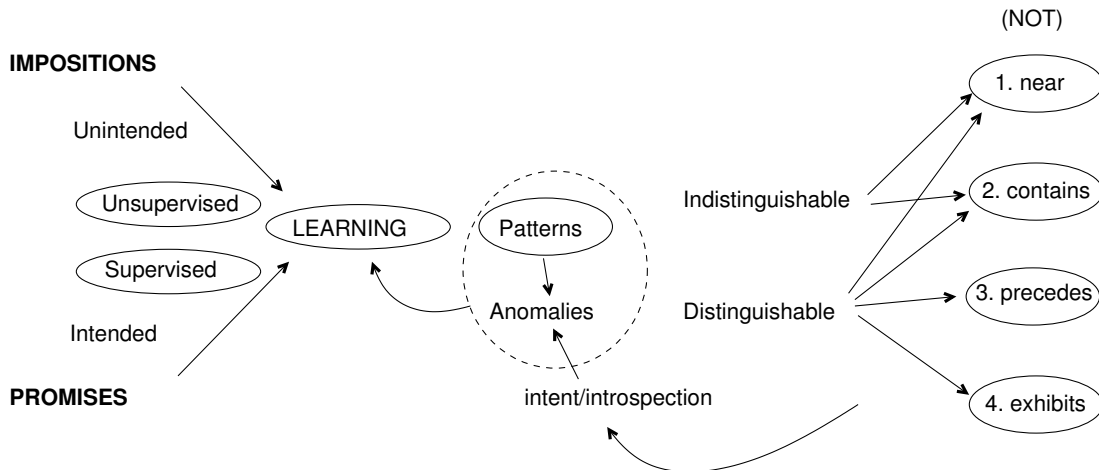 (NOT)
IMPOSITIONS
1. near
Unintended
Unsupervised
Indistinguishable
2. contains
LEARNING
Patterns
Supervised
3. precedes
Anomalies
Distinguishable
Intended
PROMISES
intent/introspection
4. exhibits